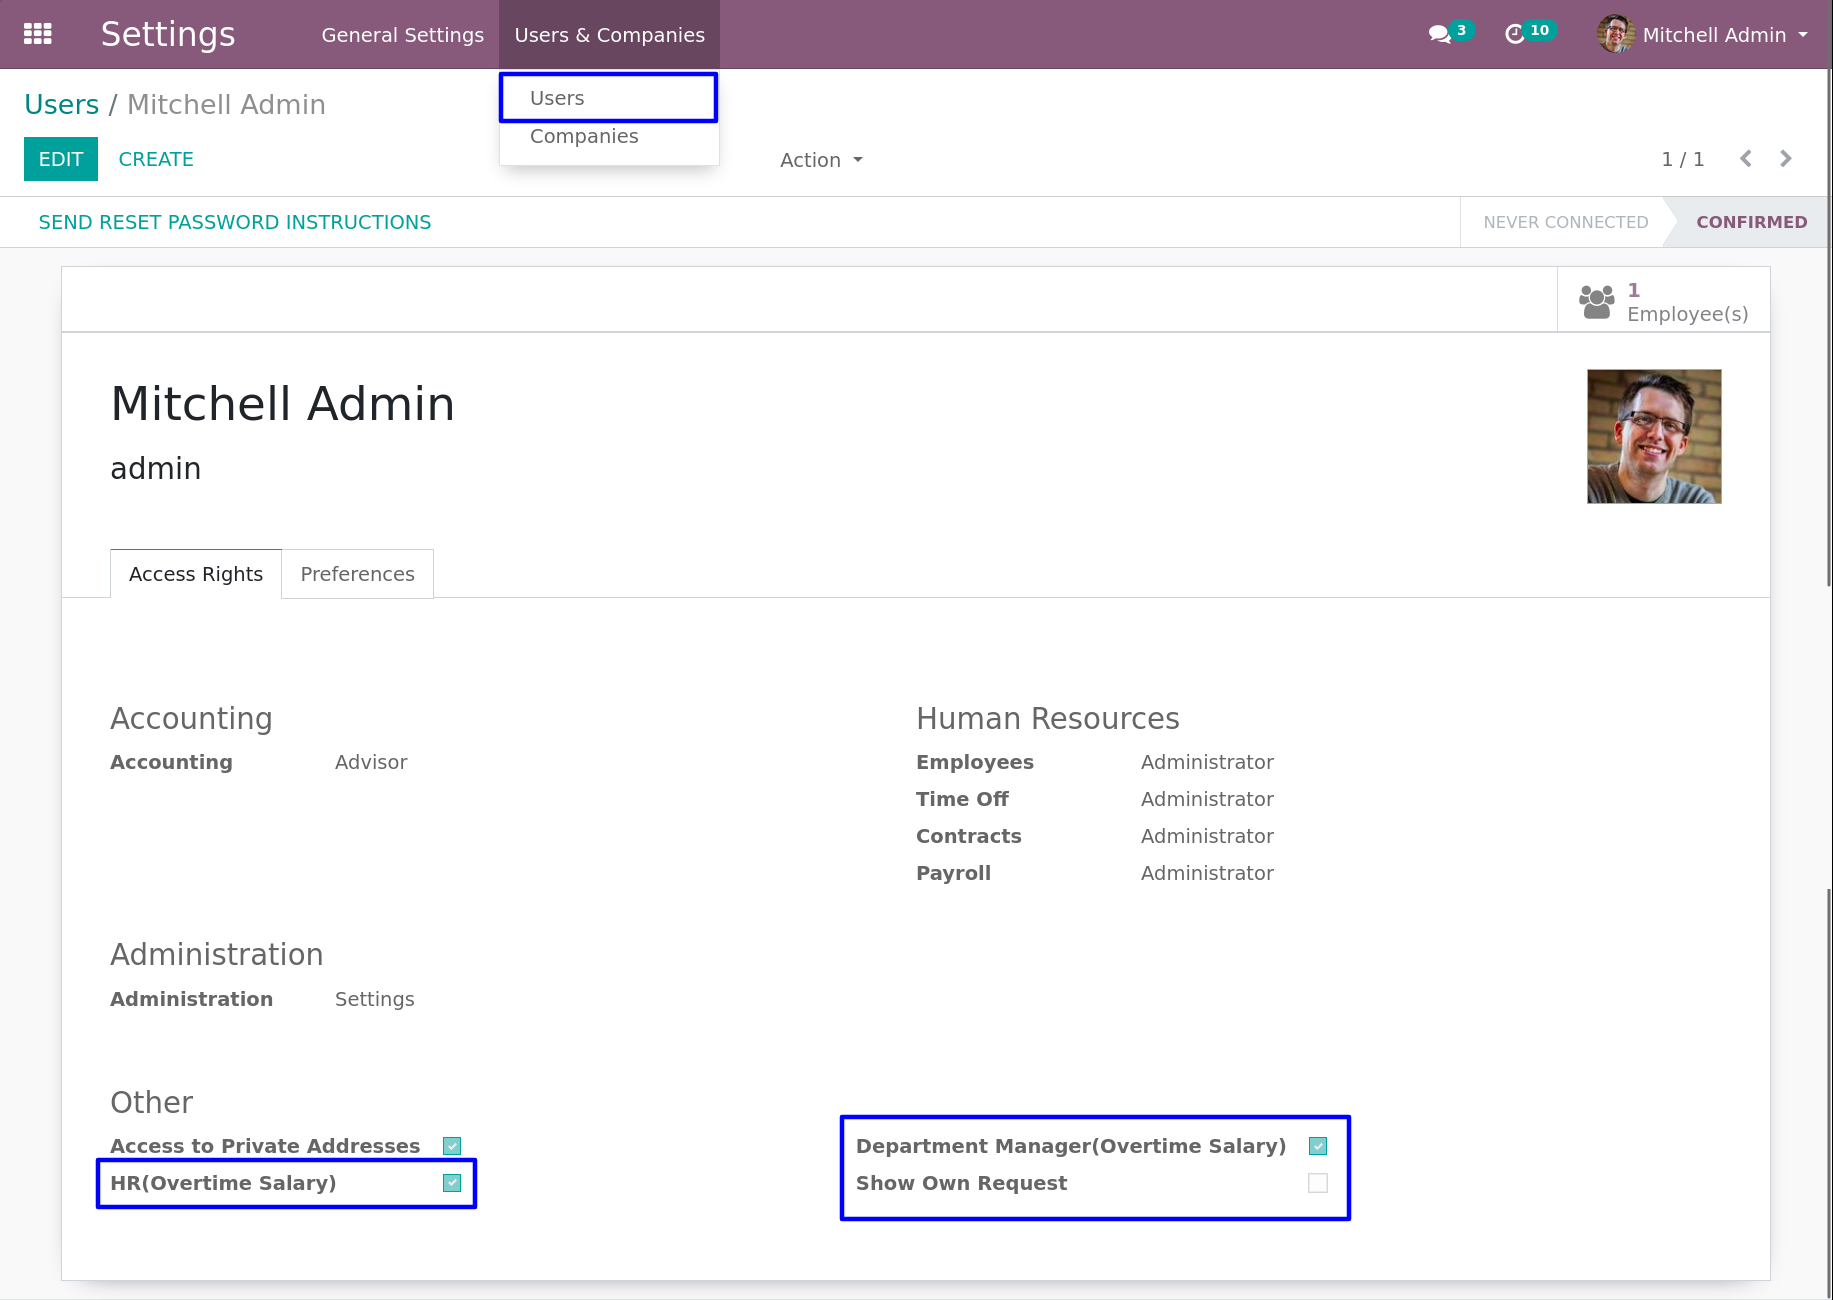 Settings General Settings Users & Companies 3 10 Mitchell Admin
Users / Mitchell Admin
Users
Companies
EDIT CREATE Action 1 / 1
SEND RESET PASSWORD INSTRUCTIONS NEVER CONNECTED CONFIRMED
1
Employee(s)
Mitchell Admin
admin
Access Rights Preferences
Accounting Human Resources
Accounting Advisor Employees Administrator
Time Off Administrator
Contracts Administrator
Payroll Administrator
Administration
Administration Settings
Other
Access to Private Addresses Department Manager(Overtime Salary)
HR(Overtime Salary) Show Own Request